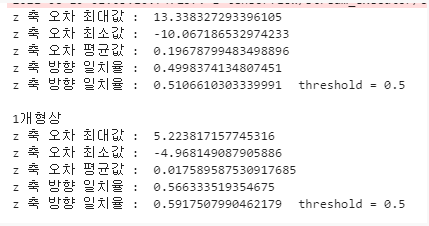 z 축 오차 최대값 :  13.338327293396105
z 축 오차 최소값 :  -10.067186532974233
z 축 오차 평균값 :  0.19678799483498896
z 축 방향 일치율 :  0.4998374134807451
z 축 방향 일치율 :  0.5106610303339991  threshold = 0.5
1개형상
z 축 오차 최대값 :  5.223817157745316
z 축 오차 최소값 :  -4.968149087905886
z 축 오차 평균값 :  0.017589587530917685
z 축 방향 일치율 :  0.566333519354675
z 축 방향 일치율 :  0.5917507990462179  threshold = 0.5